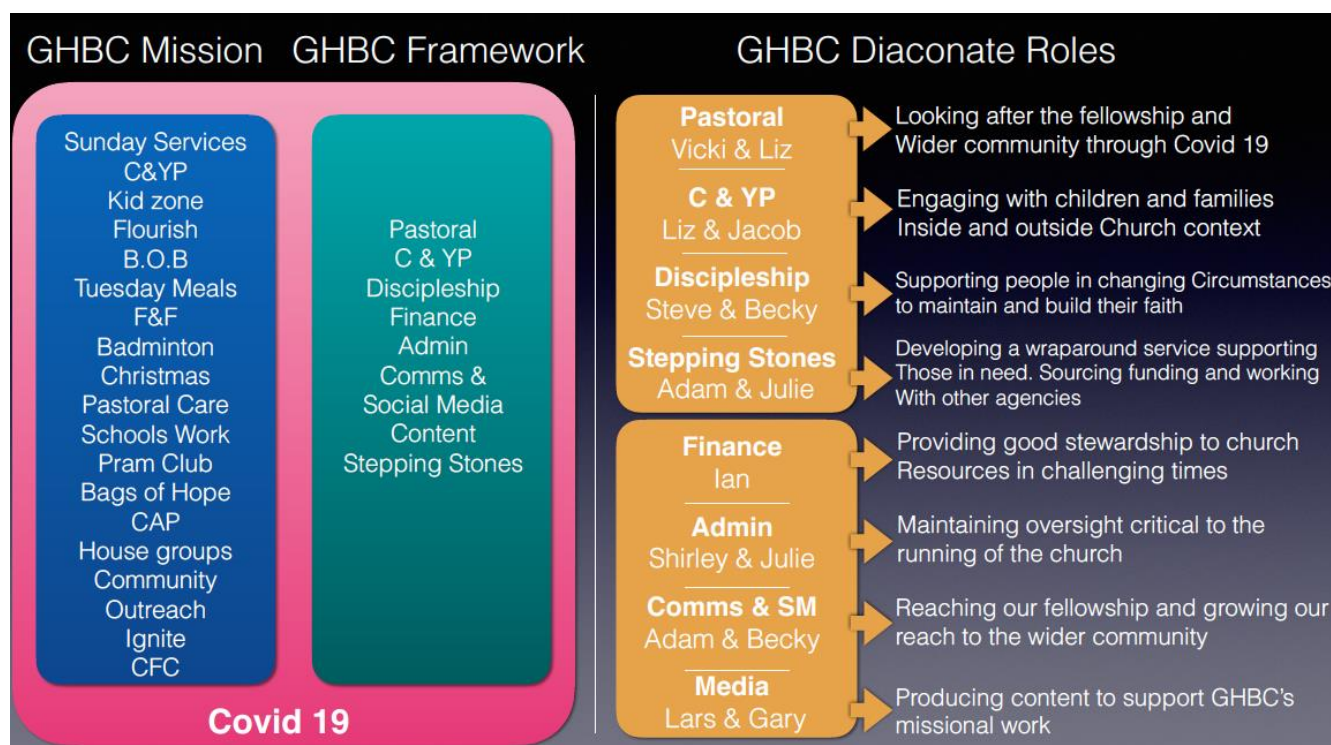 GHBC Mission
GHBC Framework
GHBC Diaconate Roles
Sunday Services
C&YP
Kid zone
Flourish
B.O.B
Tuesday Meals
F&F
Badminton
Christmas
Pastoral Care
Schools Work
Pram Club
Bags of Hope
CAP
House groups
Community
Outreach
Ignite
CFC
Pastoral
C & YP
Discipleship
Finance
Admin
Comms &
Social Media
Content
Stepping Stones
Covid 19
Pastoral
Vicki & Liz
Looking after the fellowship and
Wider community through Covid 19
C & YP
Liz & Jacob
Engaging with children and families
Inside and outside Church context
Discipleship
Steve & Becky
Supporting people in changing Circumstances
to maintain and build their faith
Stepping Stones
Adam & Julie
Developing a wraparound service supporting
Those in need. Sourcing funding and working
With other agencies
Finance
Ian
Providing good stewardship to church
Resources in challenging times
Admin
Shirley & Julie
Maintaining oversight critical to the
running of the church
Comms & SM
Adam & Becky
Reaching our fellowship and growing our
reach to the wider community
Media
Lars & Gary
Producing content to support GHBC's
missional work